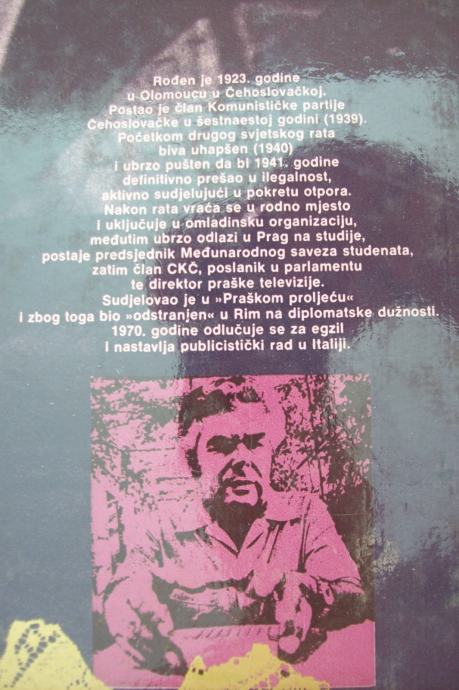 Rođen je 1923. godine
u Olomoucu u Čehoslovačkoj.
Postao je član Komunističke partije
Čehoslovačke u šestnaestoj godini (1939).
Početkom drugog svjetskog rata
biva uhapšen (1940)
i ubrzo pušten da bi 1941. godine
definitivno prešao u ilegalnost,
aktivno sudjelujući u pokretu otpora.
Nakon rata vraća se u rodno mjesto
i uključuje u omladinsku organizaciju,
međutim ubrzo odlazi u Prag na studije,
postaje predsjednik Međunarodnog saveza studenata,
zatim član CKČ, poslanik u parlamentu
te direktor praške televizije.
Sudjelovao je u »Praškom proljeću«
i zbog toga bio »odstranjen« u Rim na diplomatske dužnosti.
1970. godine odlučuje se za egzil
i nastavlja publicistički rad u Italiji.